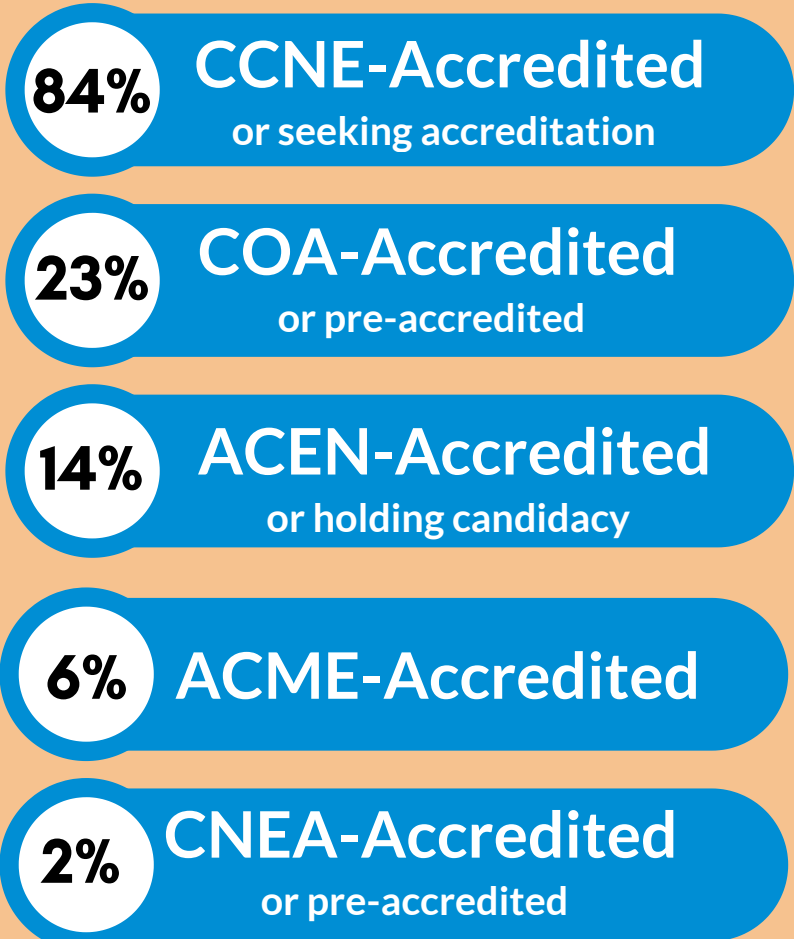 84%
CCNE-Accredited
or seeking accreditation
23%
COA-Accredited
or pre-accredited
14%
ACEN-Accredited
or holding candidacy
6%
ACME-Accredited
2%
CNEA-Accredited
or pre-accredited